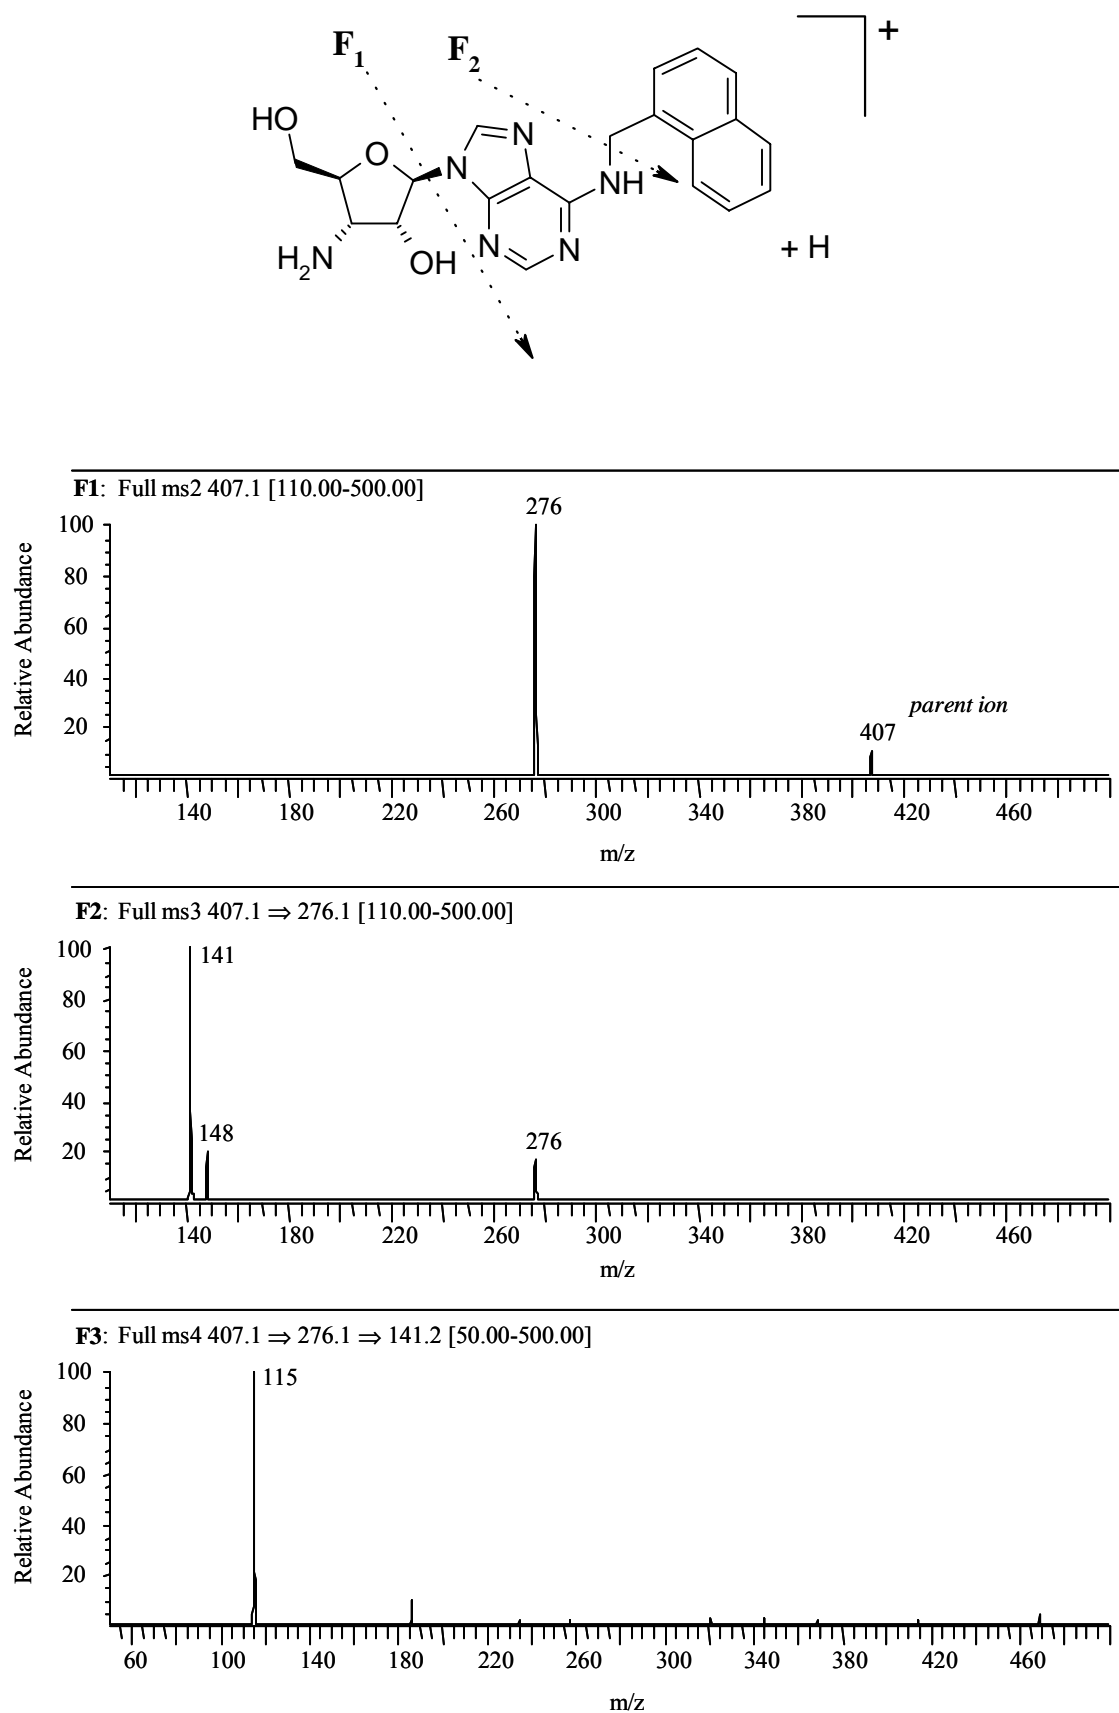 F1 F2 +
HO O N N
N NH
H2N OH N N + H
F1: Full ms2 407.1 [110.00-500.00]
276
100
80
60
40
20
Relative Abundance
parent ion
407
140 180 220 260 300 340 380 420 460
m/z
F2: Full ms3 407.1 ⇒ 276.1 [110.00-500.00]
100
80
60
40
20
Relative Abundance
141
148
276
140 180 220 260 300 340 380 420 460
m/z
F3: Full ms4 407.1 ⇒ 276.1 ⇒ 141.2 [50.00-500.00]
100
80
60
40
20
Relative Abundance
115
60 100 140 180 220 260 300 340 380 420 460
m/z